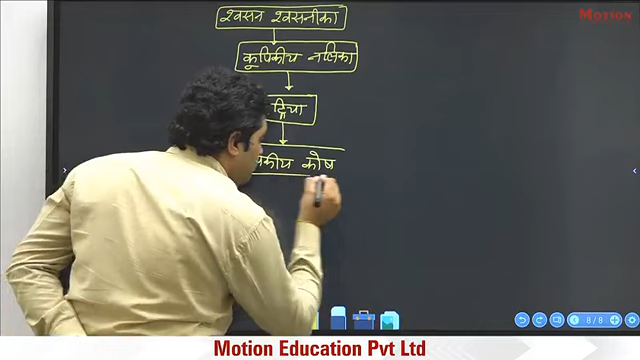 MOTION
श्वसन श्वसनीका
कूपिकीय नलिका
कोष
8/8
Motion Education Pvt Ltd